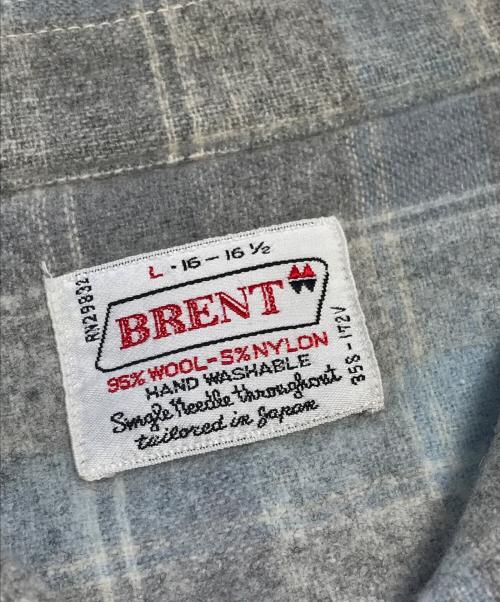 L · 16 – 16 ½
BRENT
95% WOOL – 5% NYLON
HAND WASHABLE
Single Needle throughout
tailored in Japan
RN29832
358 – 172V